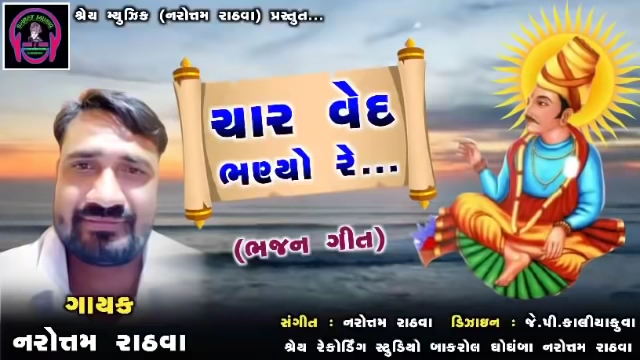 શ્રેય મ્યુઝિક (નરોત્તમ રાઠવા) પ્રસ્તુત...
ચાર વેદ
ભણ્યો રે...
(ભજન ગીત)
ગાયક
નરોત્તમ રાઠવા
સંગીત : નરોત્તમ રાઠવા ડિઝાઇન : જે.પી.કાલીયાકુવા
શ્રેય રેકોર્ડિંગ સ્ટુડિયો બાકરોલ ઘોઘંબા નરોત્તમ રાઠવા